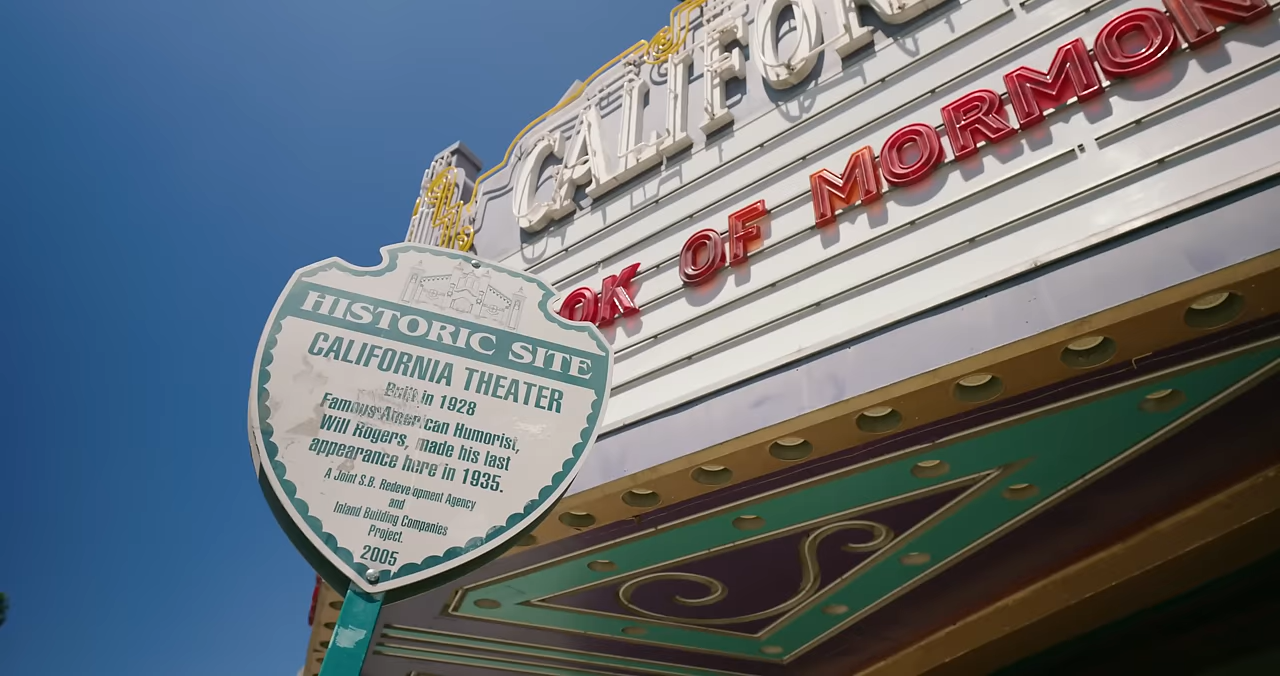 CALIFOR
OK OF MORMON
HISTORIC SITE
CALIFORNIA THEATER
Built in 1928
Famous American Humorist,
Will Rogers, made his last
appearance here in 1935.
A Joint S.B. Redevelopment Agency
and
Inland Building Companies
Project.
2005